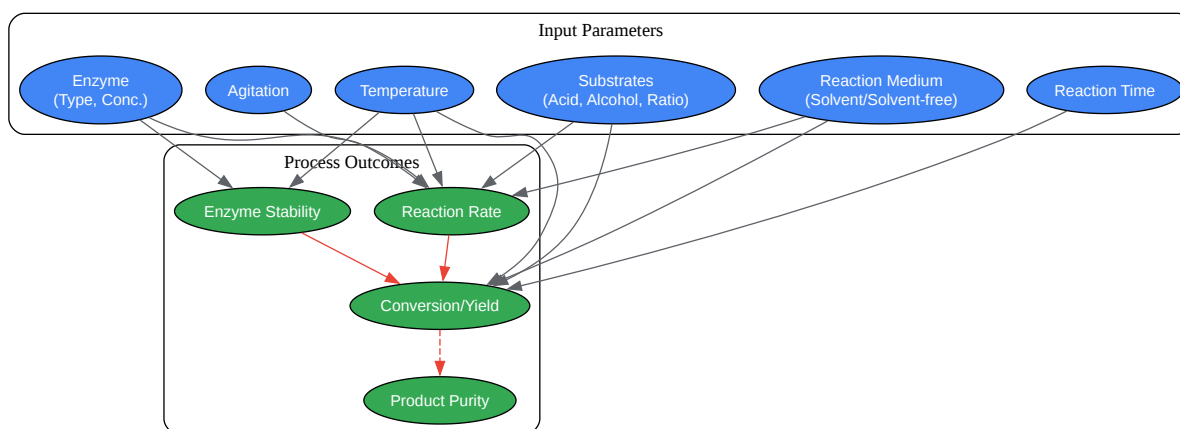 Input Parameters
Enzyme
(Type, Conc.)
Agitation
Temperature
Substrates
(Acid, Alcohol, Ratio)
Reaction Medium
(Solvent/Solvent-free)
Reaction Time
Process Outcomes
Enzyme Stability
Reaction Rate
Conversion/Yield
Product Purity